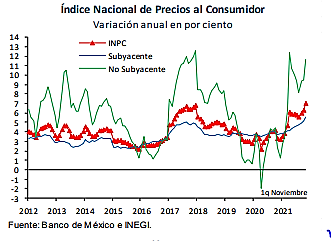 Índice Nacional de Precios al Consumidor
Variación anual en por ciento
14
13
12
11
10
9
8
7
6
5
4
3
2
1
0
-1
-2
-3
INPC
Subyacente
No Subyacente
1q Noviembre
2012 2013 2014 2015 2016 2017 2018 2019 2020 2021
Fuente: Banco de México e INEGI.